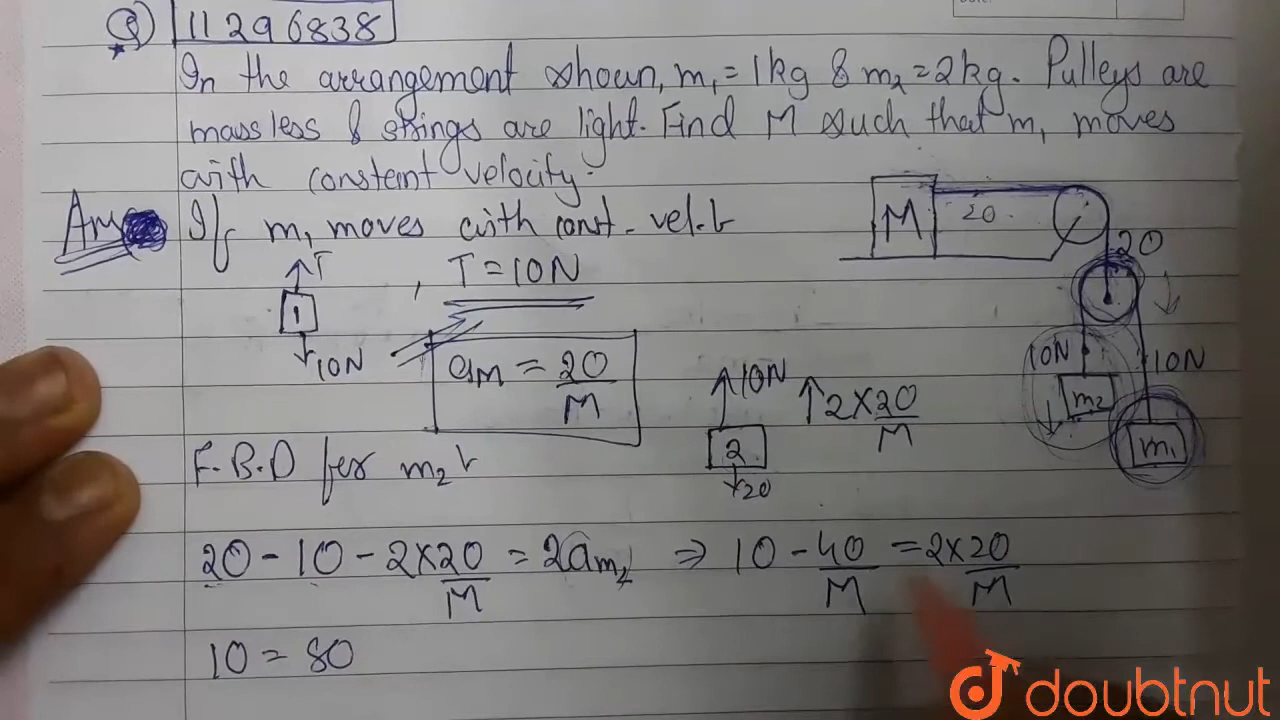 Q) 11296838
In the arrangement shown, m₁ = 1kg & m₂ = 2kg. Pulleys are
massless & strings are light. Find M such that m₁ moves
with constant velocity.
Ans
If m₁ moves with const. vel.
M 20
20
T
, T = 10N
1
10N
aM = 20/M
10N
↑ 2×20/M
2
20
10N 10N
m₂
m₁
F.B.D for m₂
20 - 10 - 2×20/M = 2am₂ ⇒ 10 - 40/M = 2×20/M
10 = 80
doubtnut